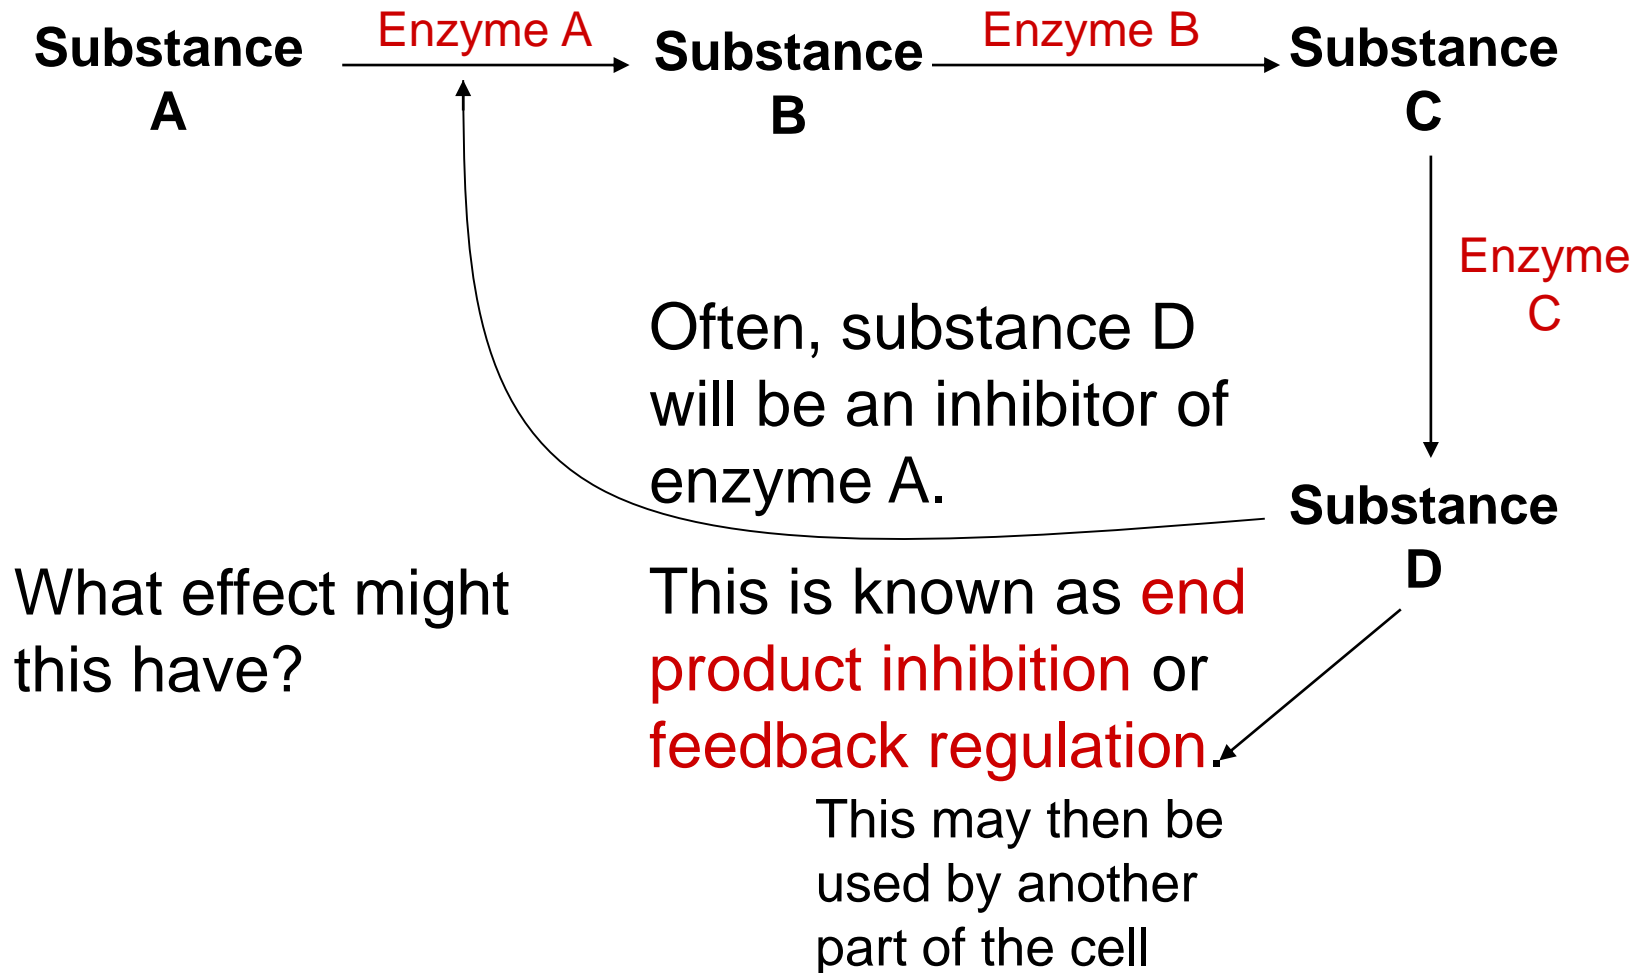 Substance
A
Enzyme A
Substance
B
Enzyme B
Substance
C
Enzyme
C
Substance
D
Often, substance D
will be an inhibitor of
enzyme A.
What effect might
this have?
This is known as end
product inhibition or
feedback regulation.
This may then be
used by another
part of the cell